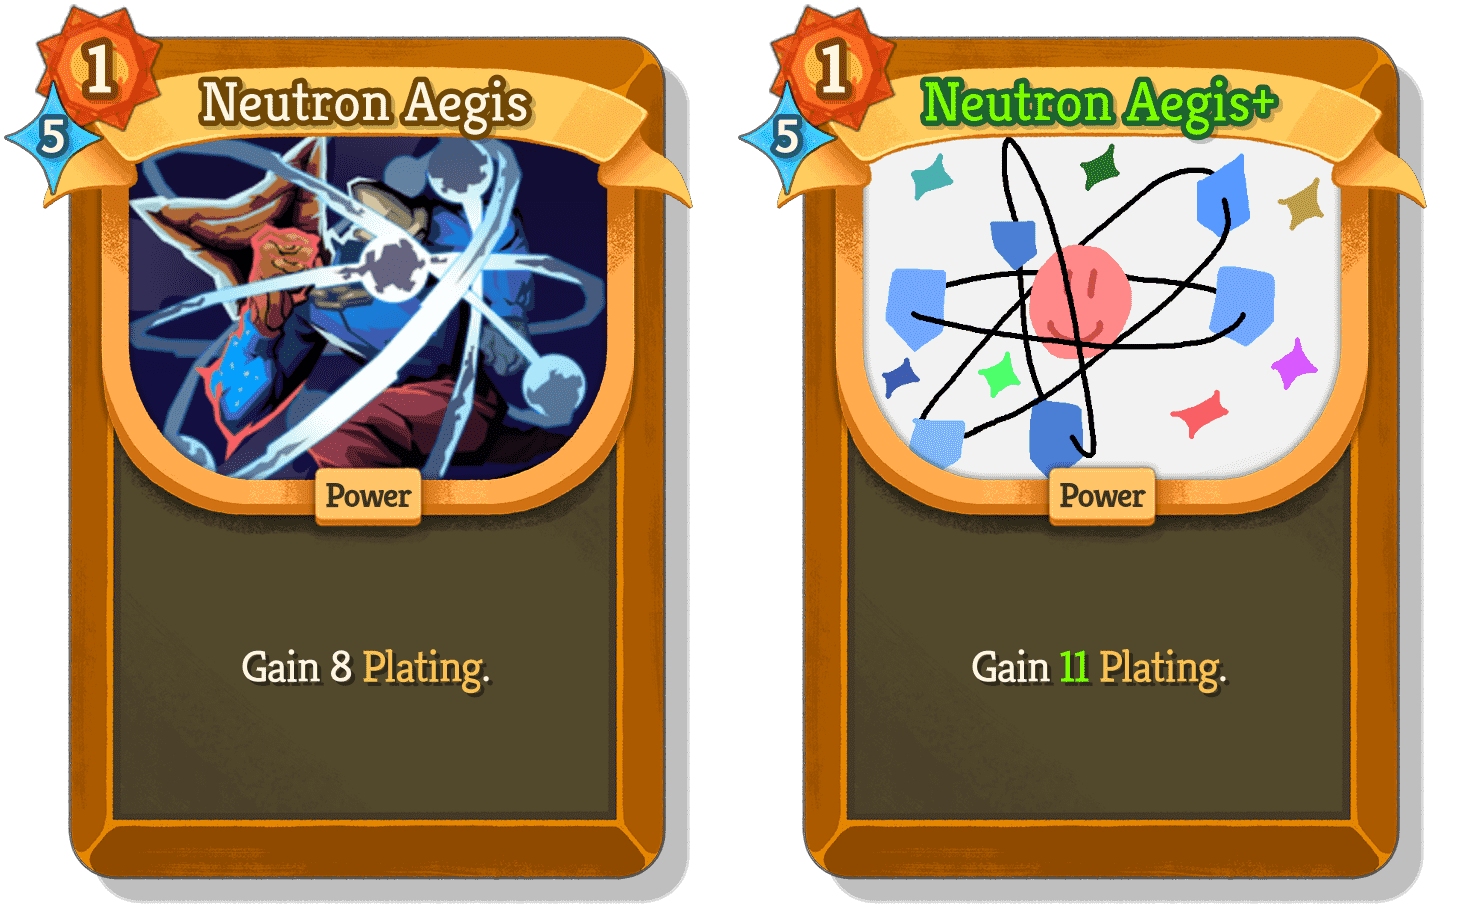 1
5
Neutron Aegis
Power
Gain 8 Plating.
1
5
Neutron Aegis+
Power
Gain 11 Plating.